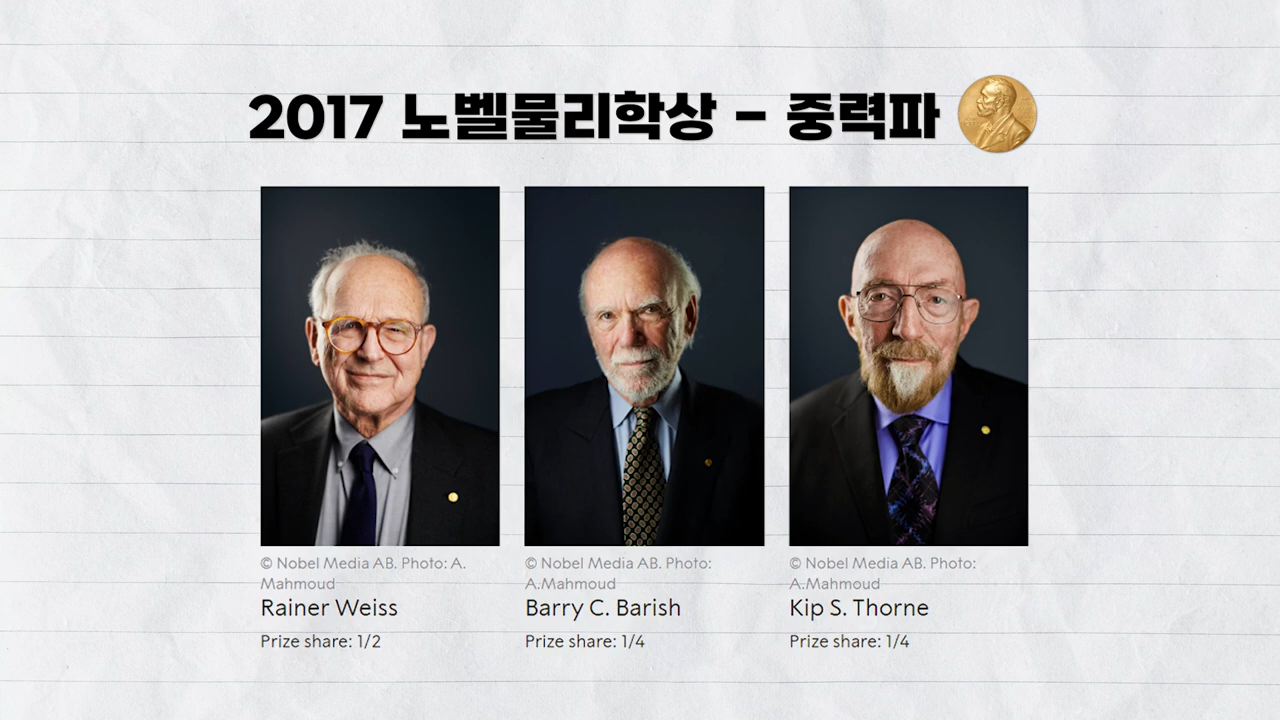 2017 노벨물리학상 - 중력파
© Nobel Media AB. Photo: A.
Mahmoud
Rainer Weiss
Prize share: 1/2
© Nobel Media AB. Photo:
A.Mahmoud
Barry C. Barish
Prize share: 1/4
© Nobel Media AB. Photo:
A.Mahmoud
Kip S. Thorne
Prize share: 1/4